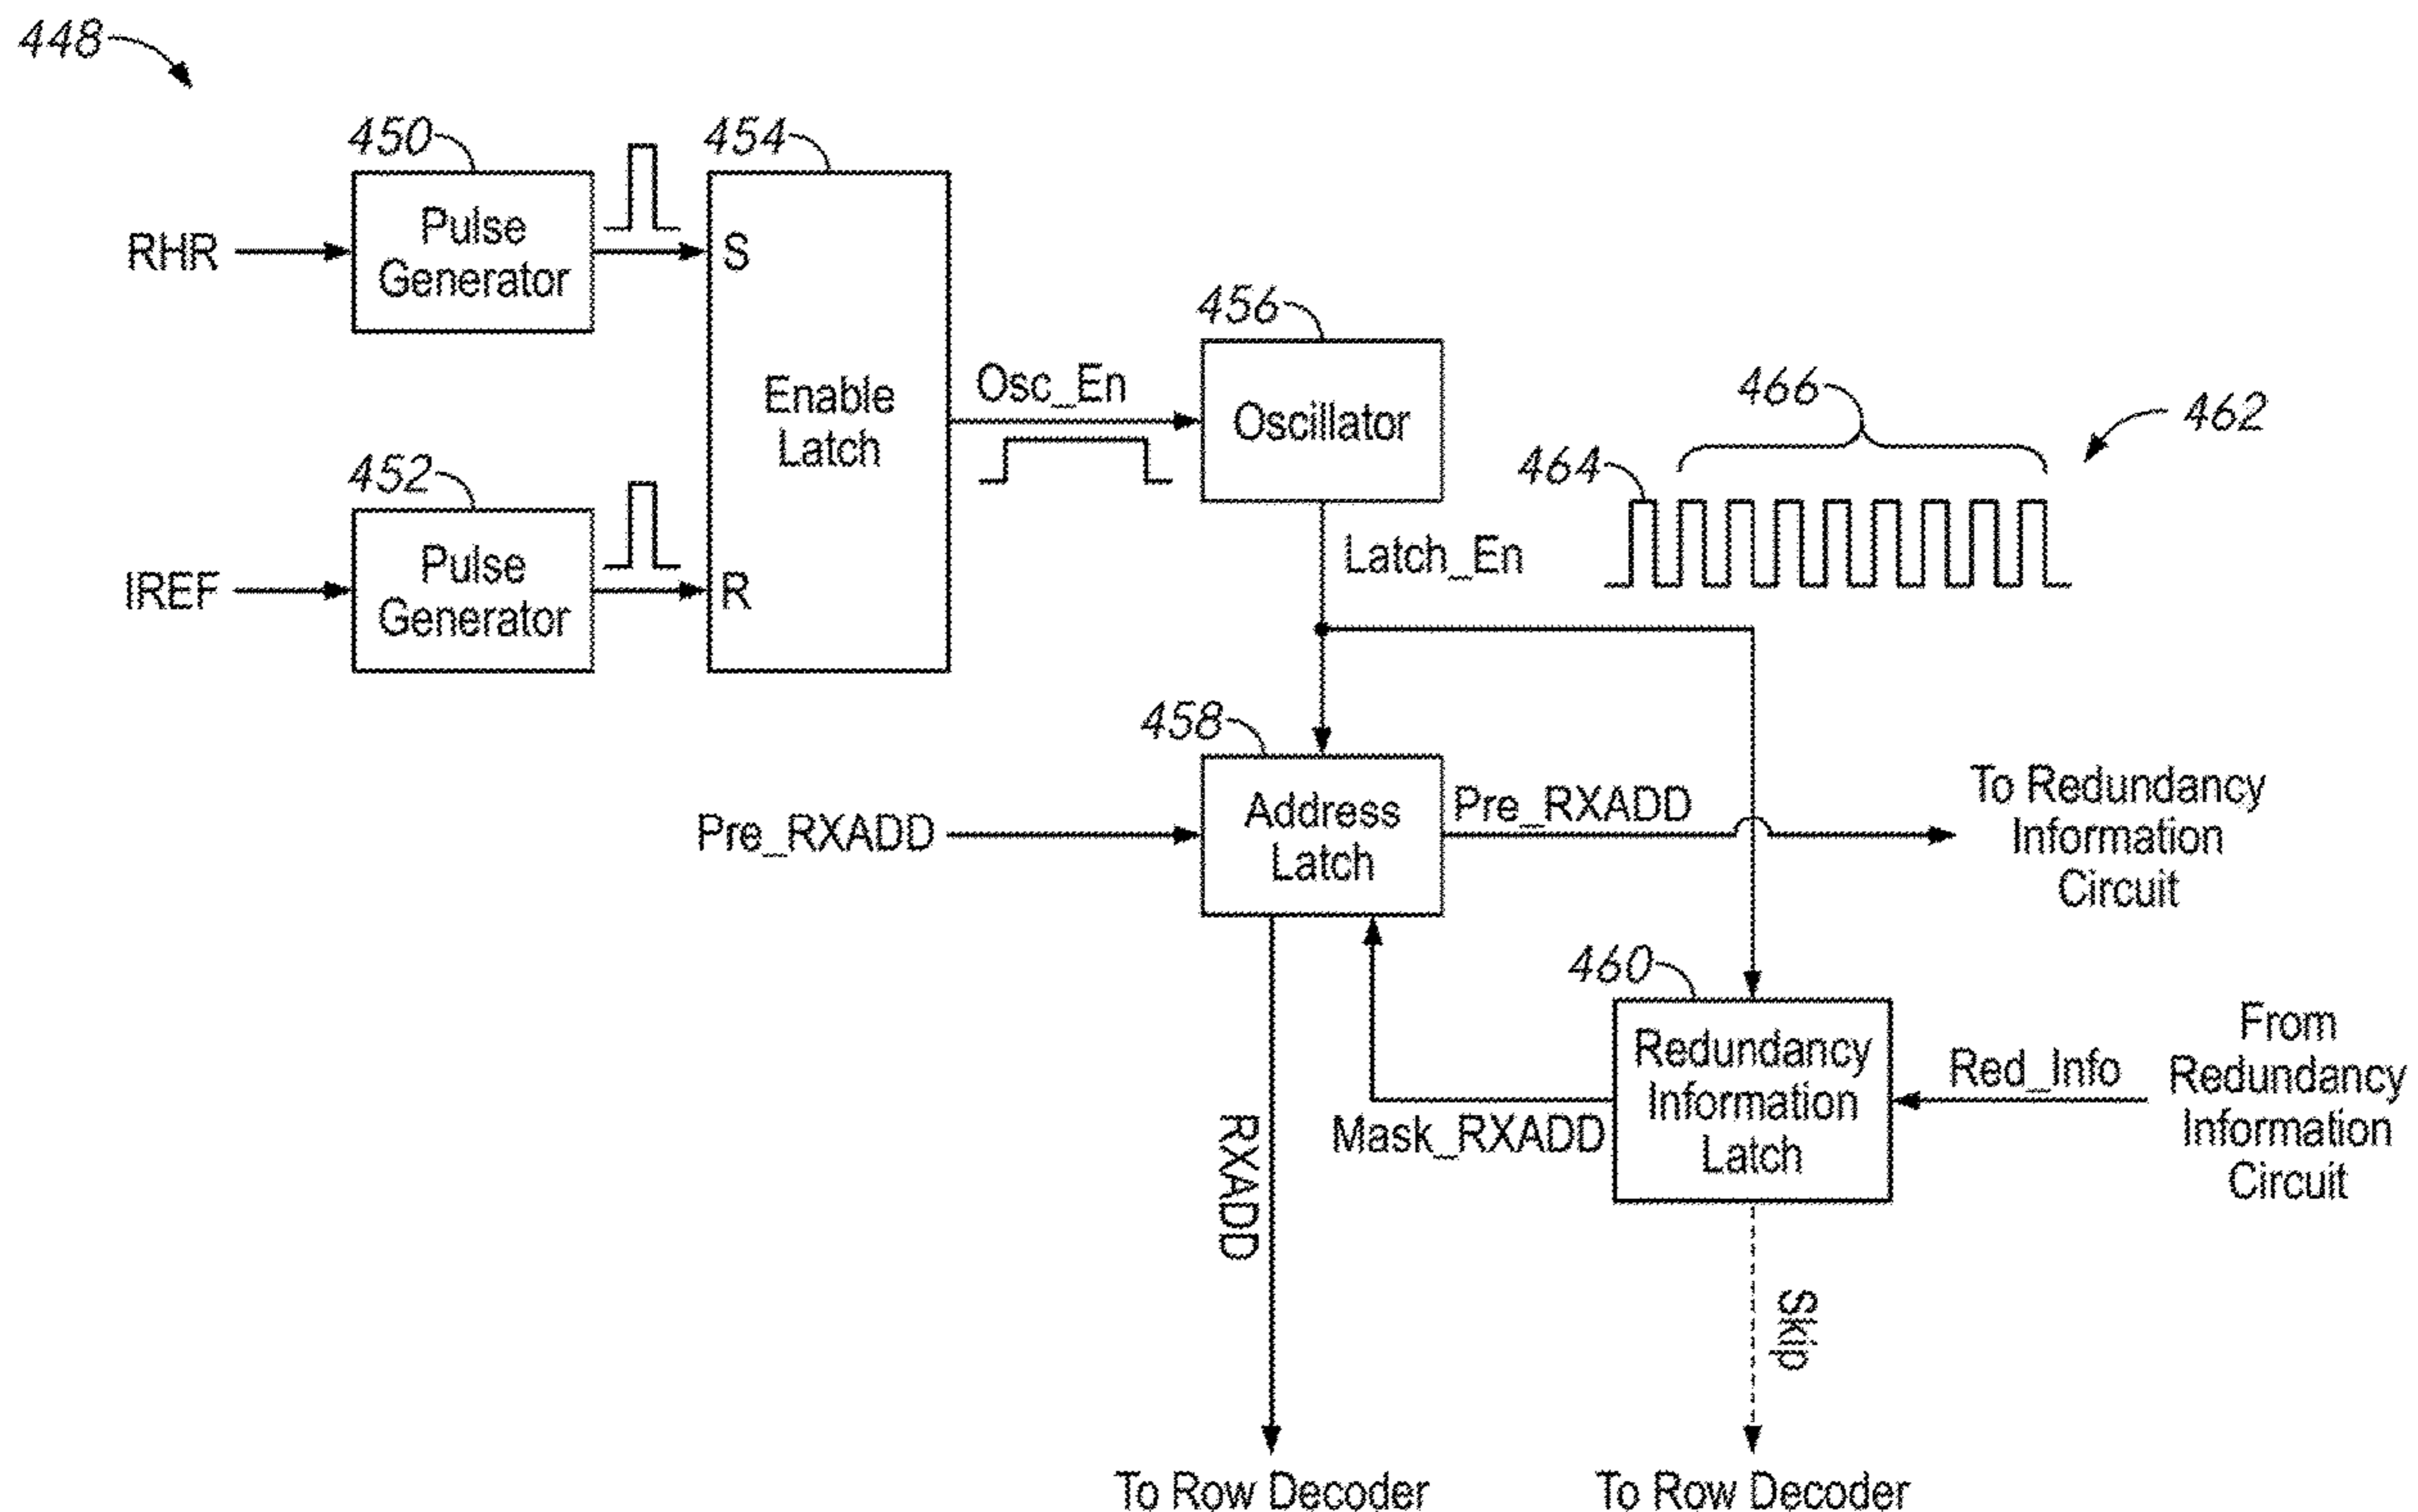 448
450
454
Pulse
Generator
RHR
S
456
466
462
Osc_En
Enable
Latch
Oscillator
464
452
Latch_En
Pulse
Generator
IREF
R
458
Pre_RXADD
Address
Latch
Pre_RXADD
To Redundancy
Information
Circuit
460
Redundancy
Information
Latch
Red_Info
From
Redundancy
Information
Circuit
Mask_RXADD
RXADD
Skip
To Row Decoder
To Row Decoder